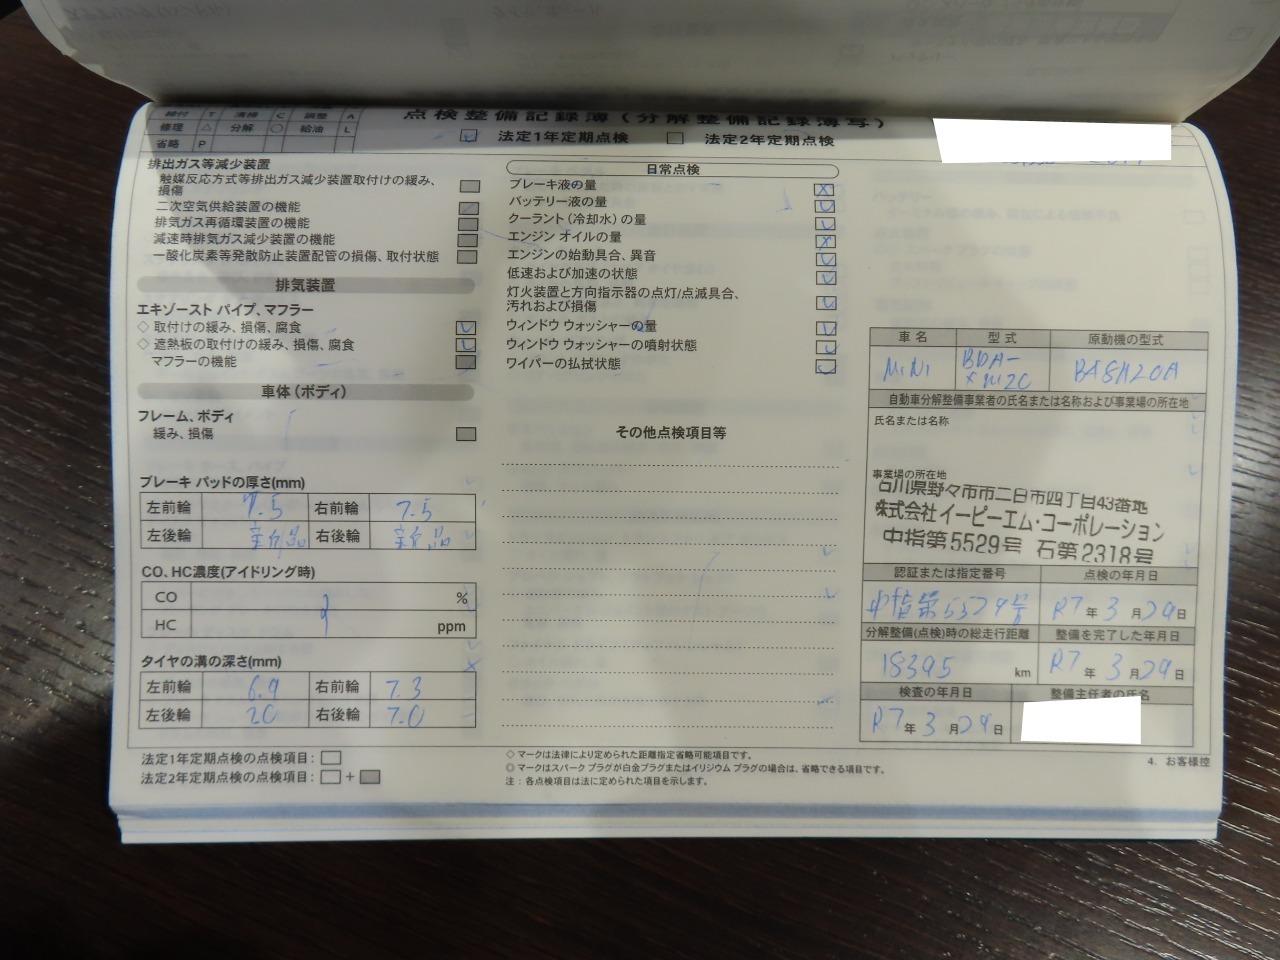 締付 T 清掃 C 調整 A
修理 △ 分解 ○ 給油 L
省略 P
点検整備記録簿(分解整備記録簿写)
法定1年定期点検 法定2年定期点検
排出ガス等減少装置
触媒反応方式等排出ガス減少装置取付けの緩み、
損傷
二次空気供給装置の機能
排気ガス再循環装置の機能
減速時排気ガス減少装置の機能
一酸化炭素等発散防止装置配管の損傷、取付状態
排気装置
エキゾースト パイプ、マフラー
◇ 取付けの緩み、損傷、腐食
◇ 遮熱板の取付けの緩み、損傷、腐食
マフラーの機能
車体(ボディ)
フレーム、ボディ
緩み、損傷
ブレーキ パッドの厚さ(mm)
左前輪 7.5 右前輪 7.5
左後輪 新品 右後輪 新品
CO、HC濃度(アイドリング時)
CO %
HC ppm
タイヤの溝の深さ(mm)
左前輪 6.9 右前輪 7.3
左後輪 7.0 右後輪 7.0
法定1年定期点検の点検項目:
法定2年定期点検の点検項目: +
日常点検
ブレーキ液の量
バッテリー液の量
クーラント(冷却水)の量
エンジン オイルの量
エンジンの始動具合、異音
低速および加速の状態
灯火装置と方向指示器の点灯/点滅具合、
汚れおよび損傷
ウィンドウ ウォッシャーの量
ウィンドウ ウォッシャーの噴射状態
ワイパーの払拭状態
その他点検項目等
◇ マークは法律により定められた距離指定省略可能項目です。
◎ マークはスパーク プラグが白金プラグまたはイリジウム プラグの場合は、省略できる項目です。
注: 各点検項目は法に定められた項目を示します。
車名 型式 原動機の型式
MINI BDA-XM20 B48A20A
自動車分解整備事業者の氏名または名称および事業場の所在地
氏名または名称
事業場の所在地
石川県野々市市二日市四丁目43番地
株式会社イーピーエム・コーポレーション
中指第5529号 石第2318号
認証または指定番号 点検の年月日
中指第5529号 R7年3月29日
分解整備(点検)時の総走行距離 整備を完了した年月日
18395 km R7年3月29日
検査の年月日 整備主任者の氏名
R7年3月29日
4. お客様控